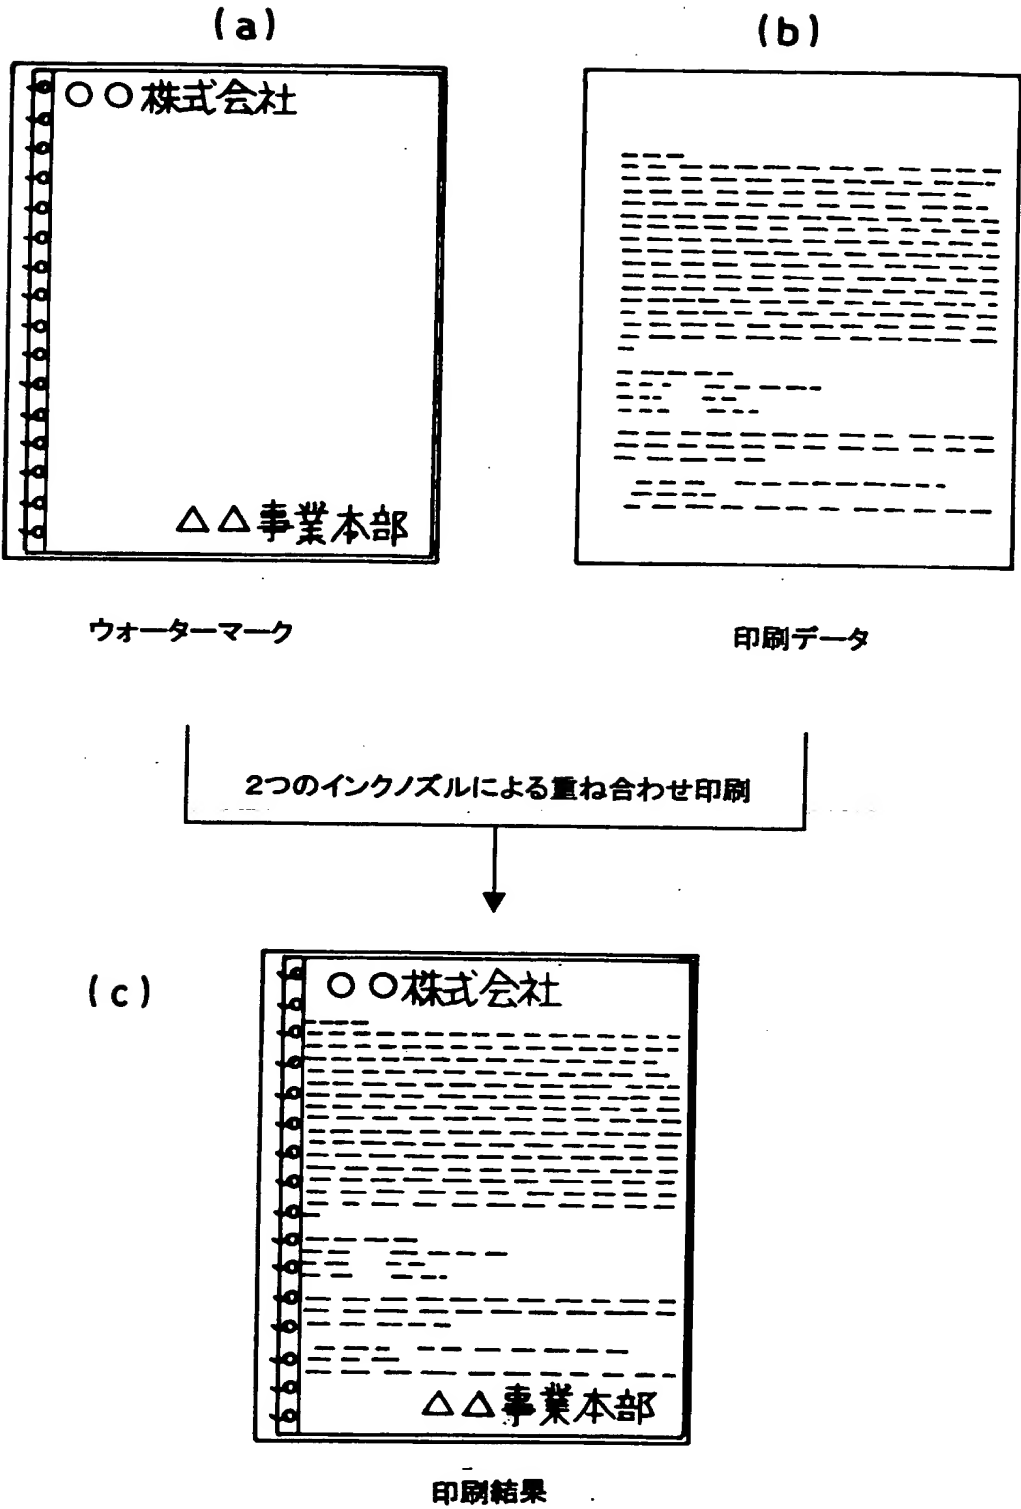 (a)
(b)
○○株式会社
△△事業本部
ウォーターマーク
印刷データ
2つのインクノズルによる重ね合わせ印刷
(c)
○○株式会社
△△事業本部
印刷結果